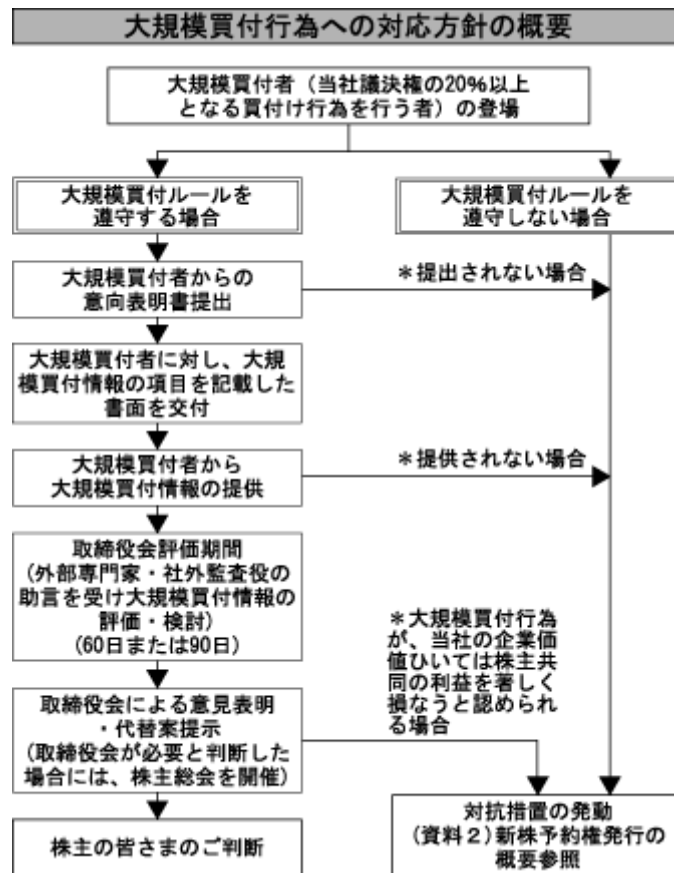 大規模買付行為への対応方針の概要
大規模買付者（当社議決権の20%以上
となる買付け行為を行う者）の登場
大規模買付ルールを
遵守する場合
大規模買付ルールを
遵守しない場合
大規模買付者からの
意向表明書提出
＊提出されない場合
大規模買付者に対し、大規
模買付情報の項目を記載した
書面を交付
大規模買付者から
大規模買付情報の提供
＊提供されない場合
取締役会評価期間
(外部専門家・社外監査役の
助言を受け大規模買付情報の
評価・検討)
(60日または90日)
＊大規模買付行為
が、当社の企業価
値ひいては株主共
同の利益を著しく
損なうと認められ
る場合
取締役会による意見表明
・代替案提示
(取締役会が必要と判断した
場合には、株主総会を開催)
株主の皆さまのご判断
対抗措置の発動
(資料２)新株予約権発行の
概要参照